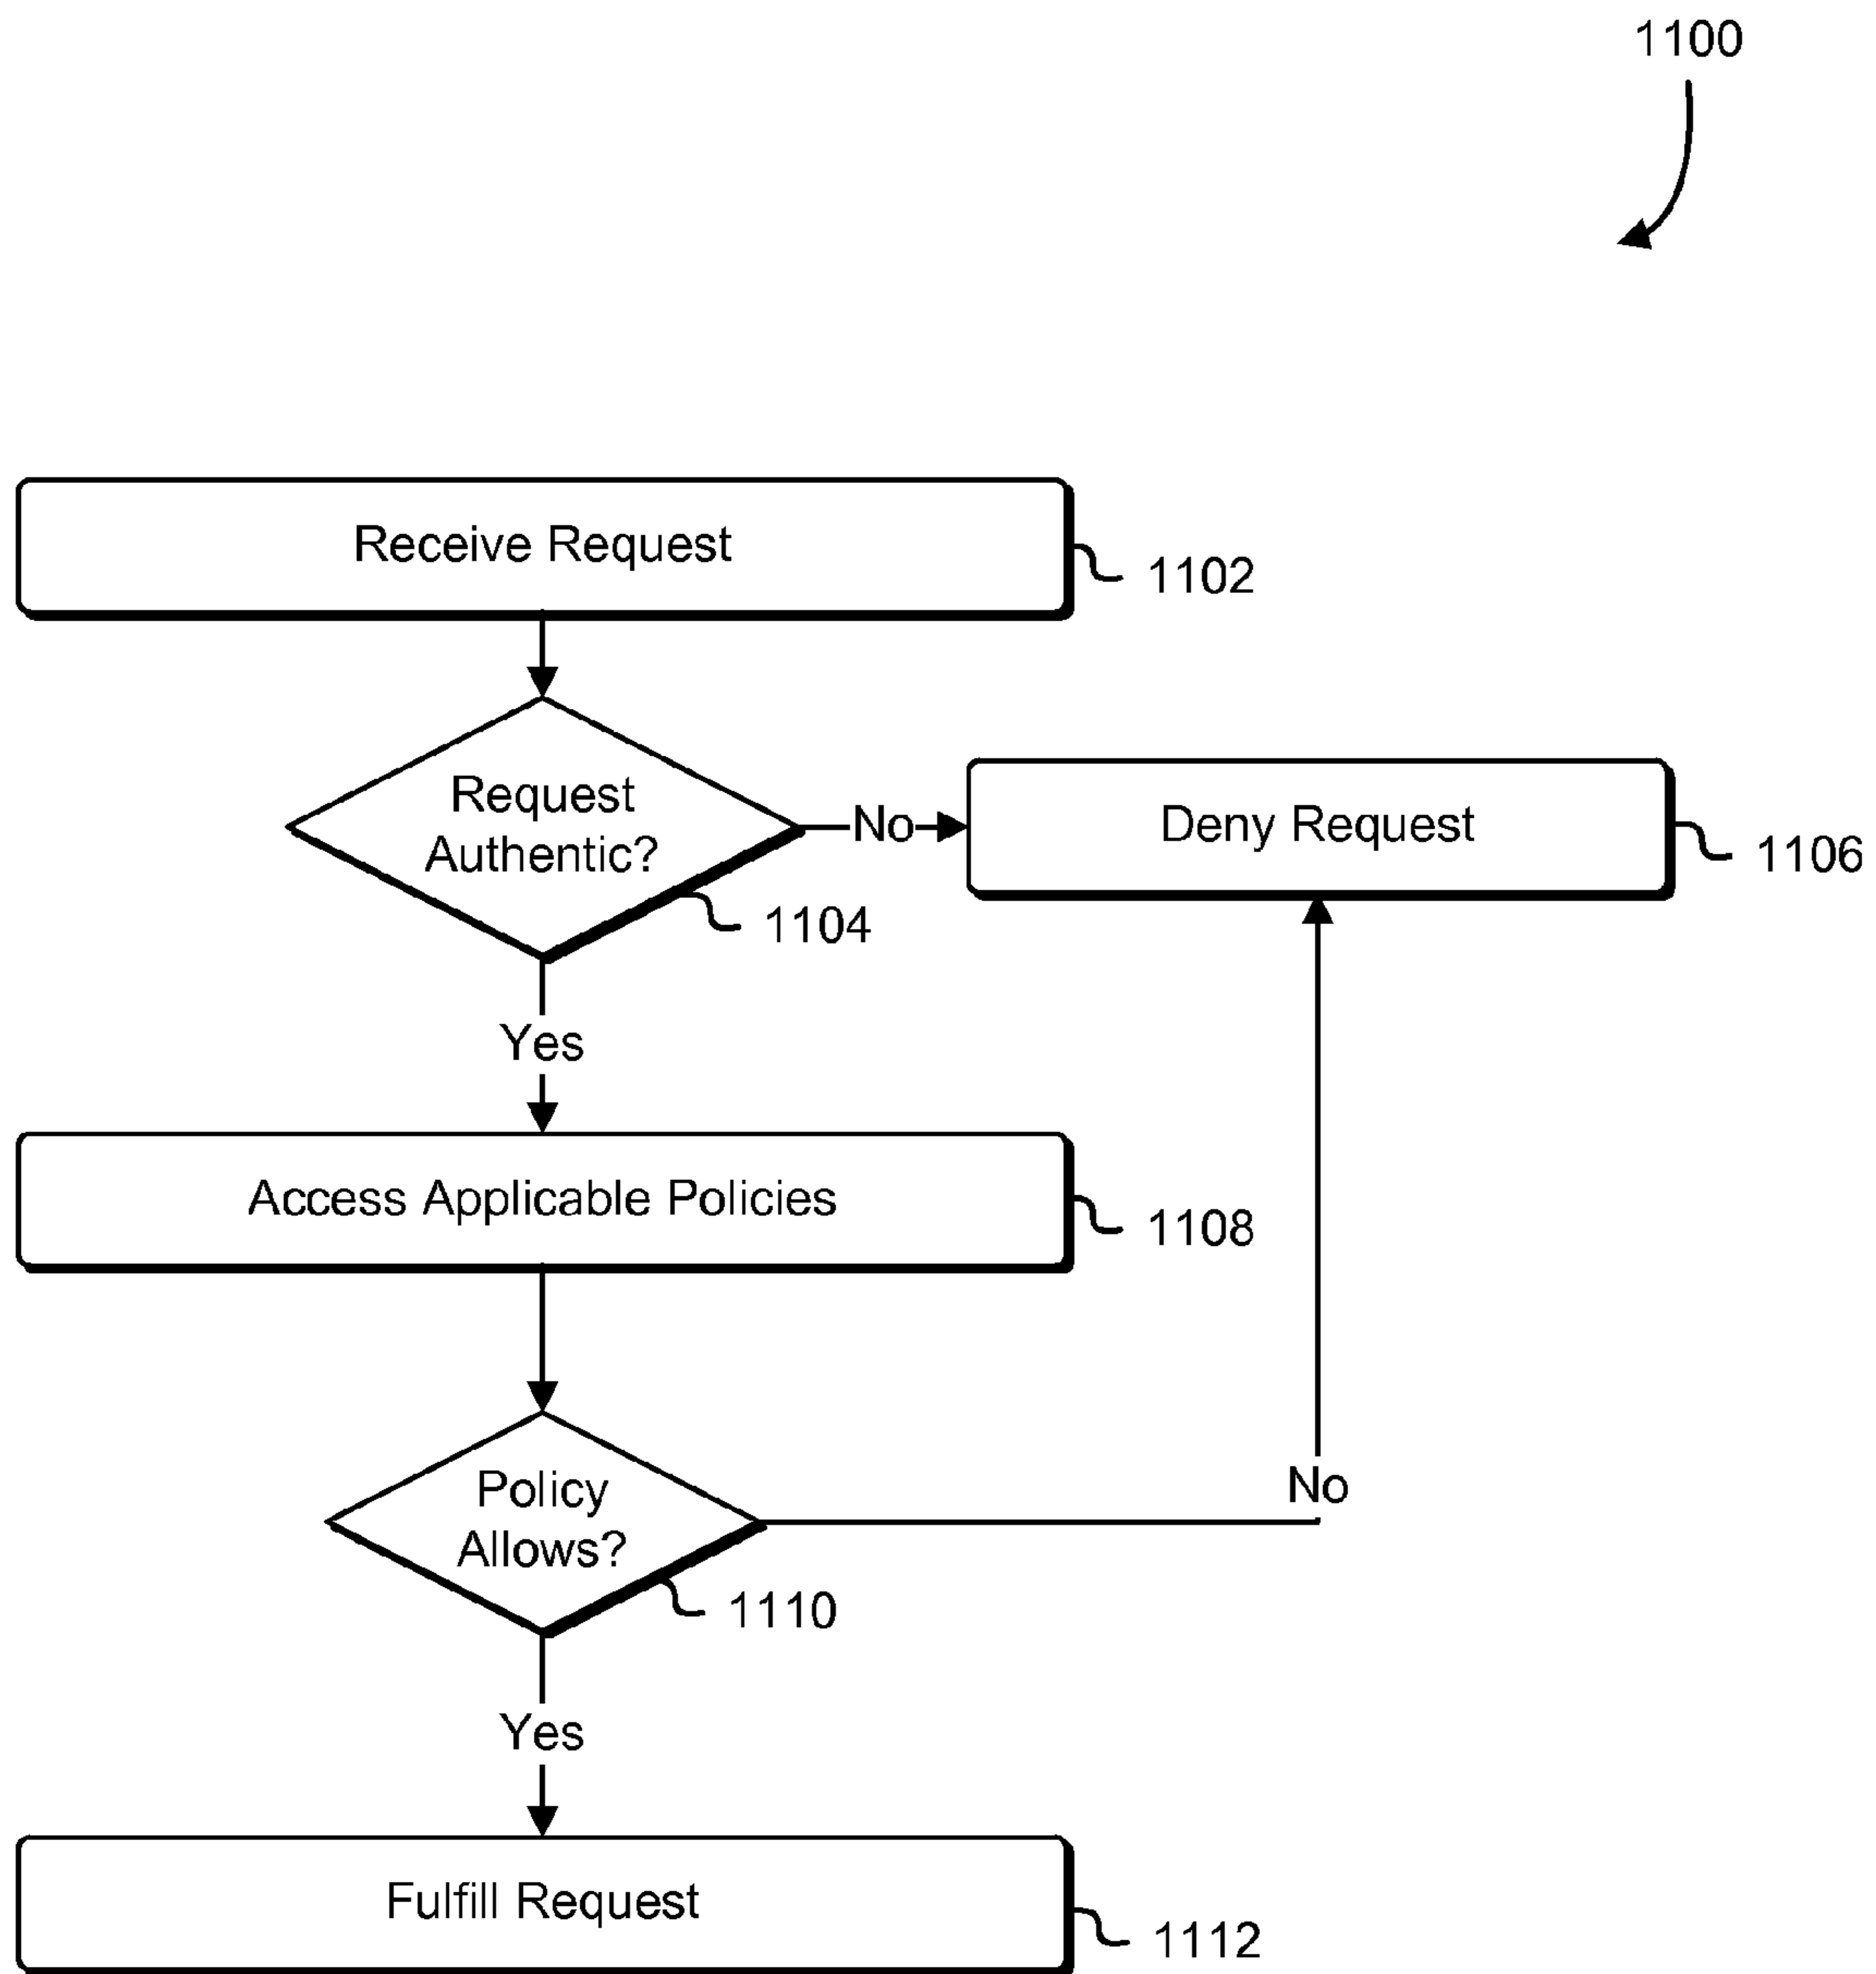 1100
Receive Request
1102
Request
Authentic?
No
Deny Request
1106
1104
Yes
Access Applicable Policies
1108
Policy
Allows?
No
1110
Yes
Fulfill Request
1112